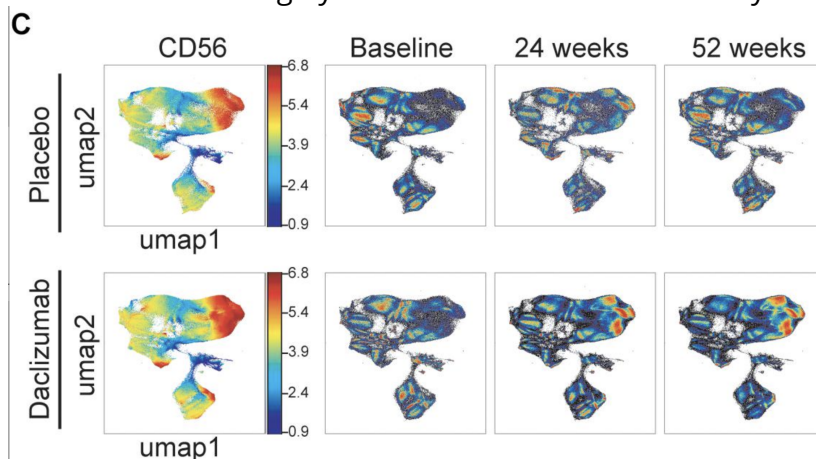 C
CD56 Baseline 24 weeks 52 weeks
Placebo
umap2
6.8
5.4
3.9
2.4
0.9
umap1
Daclizumab
umap2
6.8
5.4
3.9
2.4
0.9
umap1